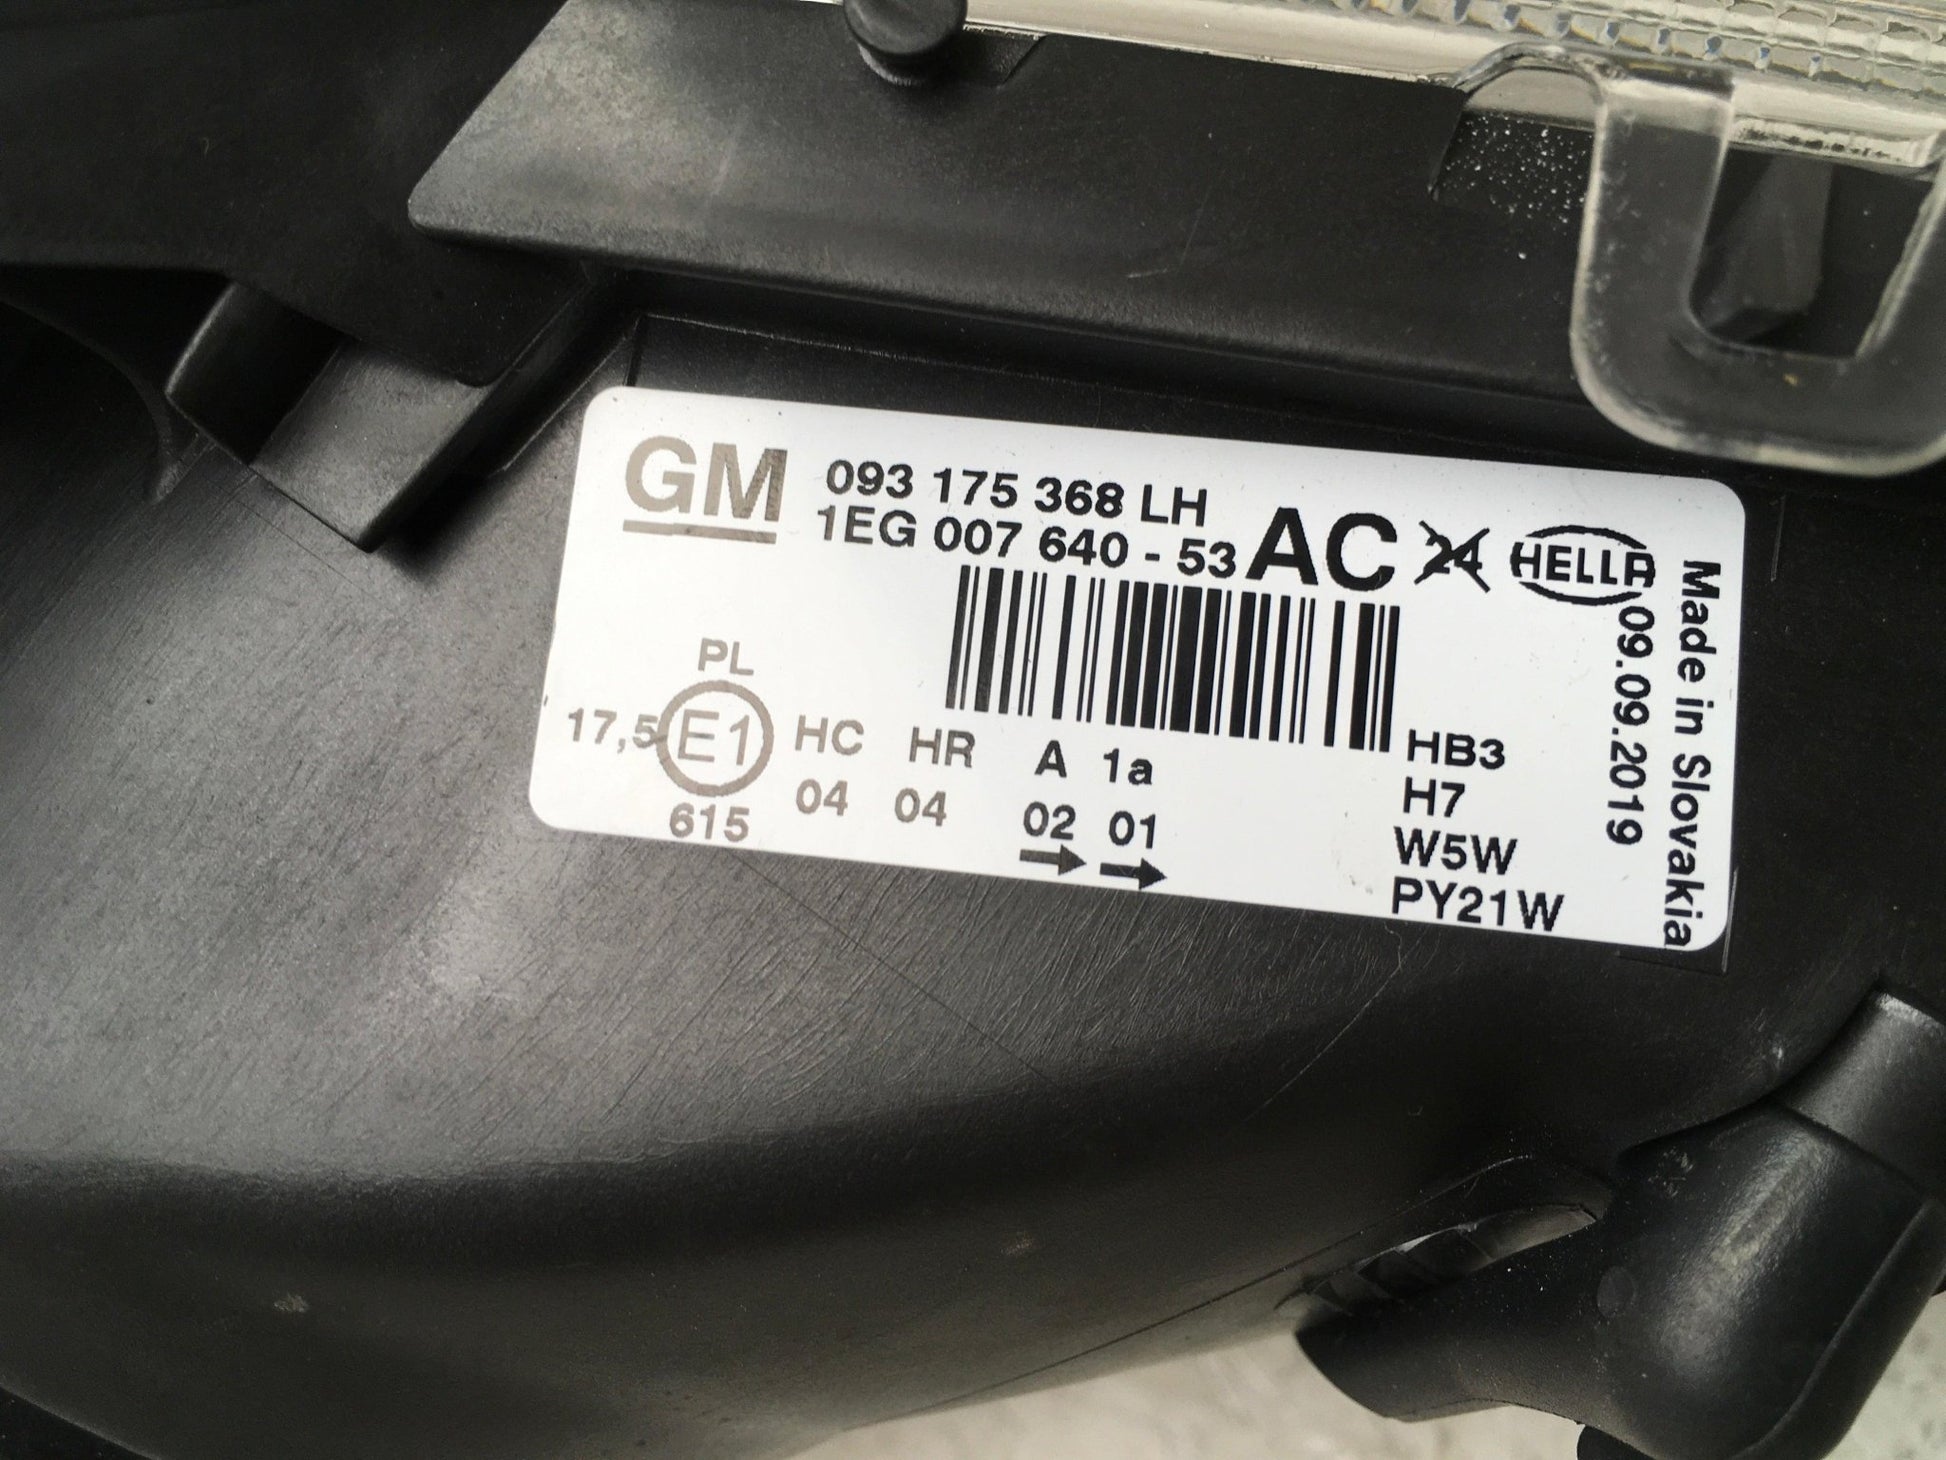 GM
093 175 368 LH
1EG 007 640 - 53
AC
24
HELLA
PL
17,5 E1 HC HR A 1a
615 04 04 02 01
HB3
H7
W5W
PY21W
09.09.2019
Made in Slovakia